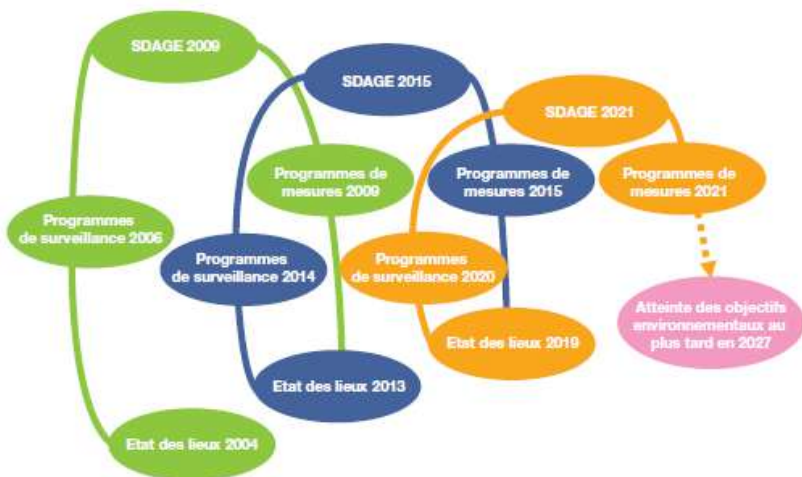 SDAGE 2009
SDAGE 2015
SDAGE 2021
Programmes de
mesures 2009
Programmes de
mesures 2015
Programmes de
mesures 2021
Programmes
de surveillance 2006
Programmes
de surveillance 2014
Programmes
de surveillance 2020
Atteinte des objectifs
environnementaux au
plus tard en 2027
Etat des lieux 2019
Etat des lieux 2013
Etat des lieux 2004